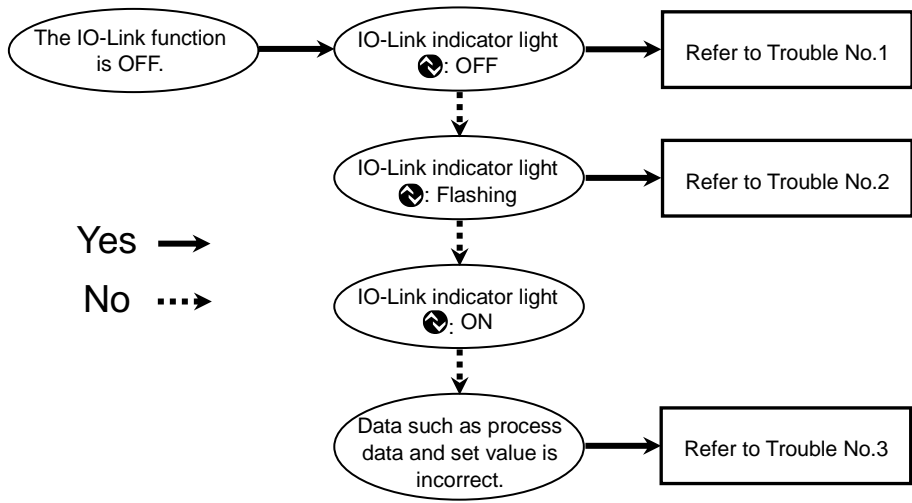 The IO-Link function
is OFF.
IO-Link indicator light
: OFF
Refer to Trouble No.1
IO-Link indicator light
: Flashing
Refer to Trouble No.2
Yes
No
IO-Link indicator light
: ON
Data such as process
data and set value is
incorrect.
Refer to Trouble No.3